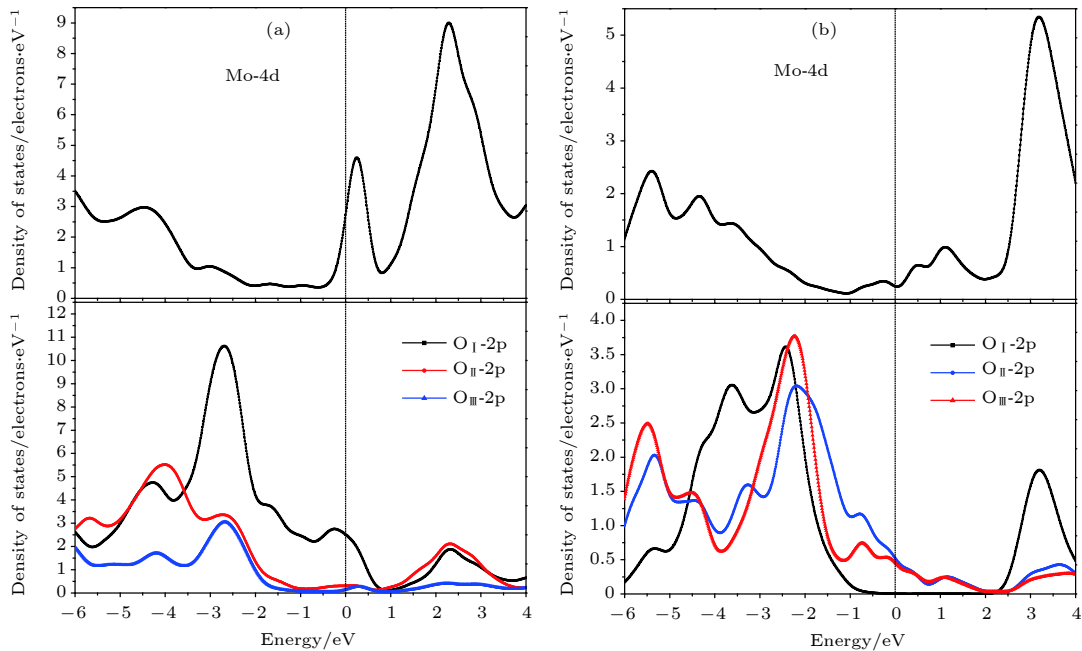 (a)
Mo-4d
Density of states/electrons·eV⁻¹
9
8
7
6
5
4
3
2
1
0
Density of states/electrons·eV⁻¹
12
11
10
9
8
7
6
5
4
3
2
1
0
O Ⅰ -2p
O Ⅱ -2p
O Ⅲ -2p
−6 −5 −4 −3 −2 −1 0 1 2 3 4
Energy/eV
(b)
Mo-4d
Density of states/electrons·eV⁻¹
5
4
3
2
1
0
Density of states/electrons·eV⁻¹
4.0
3.5
3.0
2.5
2.0
1.5
1.0
0.5
0
O Ⅰ -2p
O Ⅱ -2p
O Ⅲ -2p
−6 −5 −4 −3 −2 −1 0 1 2 3 4
Energy/eV